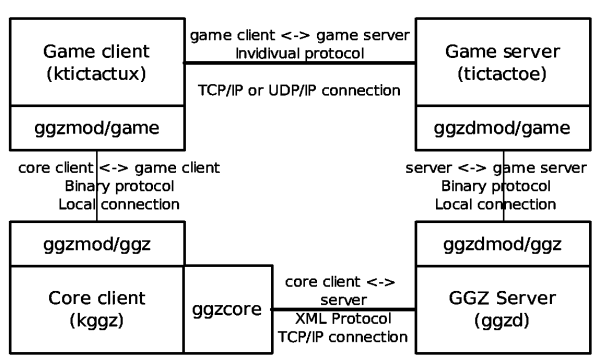 Game client
(ktictactux)
game client <-> game server
Invidivual protocol
TCP/IP or UDP/IP connection
Game server
(tictactoe)
ggzmod/game
ggzdmod/game
core client <-> game client
Binary protocol
Local connection
server <-> game server
Binary protocol
Local connection
ggzmod/ggz
ggzdmod/ggz
Core client
(kggz)
ggzcore
core client <->
server
XML Protocol
TCP/IP connection
GGZ Server
(ggzd)